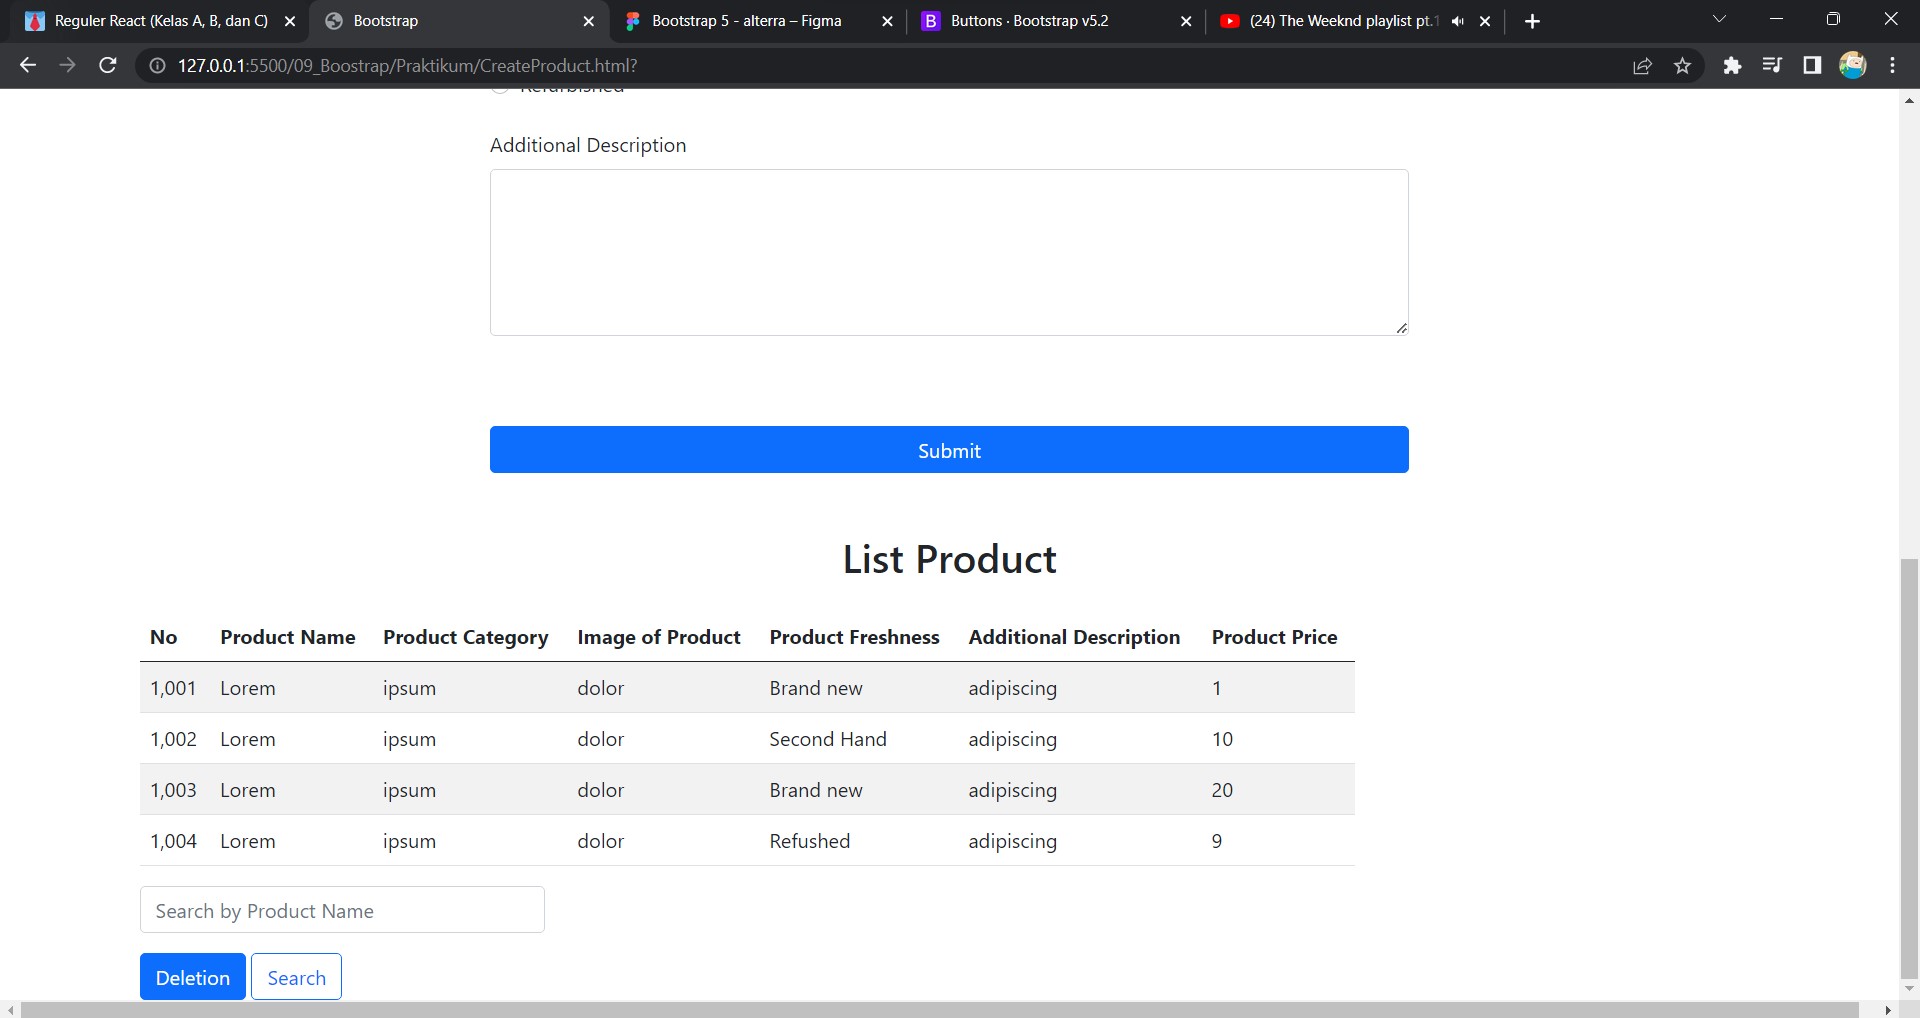 Reguler React (Kelas A, B, dan C)
Bootstrap
Bootstrap 5 - alterra – Figma
B
Buttons · Bootstrap v5.2
(24) The Weeknd playlist pt.1
127.0.0.1:5500/09_Boostrap/Praktikum/CreateProduct.html?
Refurbished
Additional Description
Submit
List Product
No Product Name Product Category Image of Product Product Freshness Additional Description Product Price
1,001 Lorem ipsum dolor Brand new adipiscing 1
1,002 Lorem ipsum dolor Second Hand adipiscing 10
1,003 Lorem ipsum dolor Brand new adipiscing 20
1,004 Lorem ipsum dolor Refushed adipiscing 9
Search by Product Name
Deletion Search